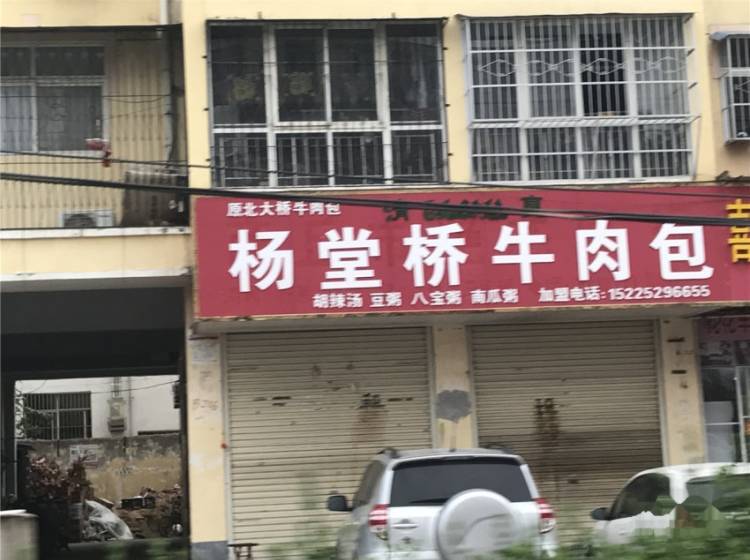 原北大桥牛肉包
杨堂桥牛肉包
胡辣汤 豆粥 八宝粥 南瓜粥 加盟电话:15225292655